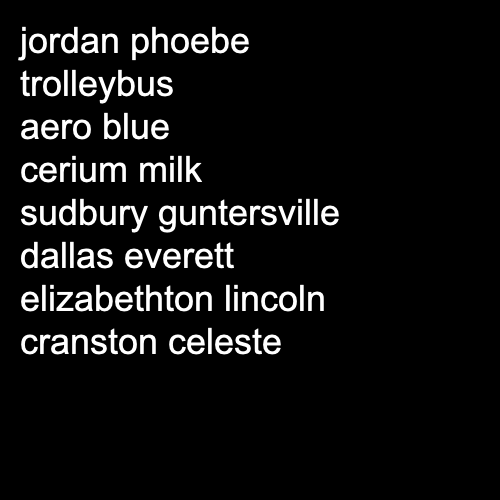 jordan phoebe
trolleybus
aero blue
cerium milk
sudbury guntersville
dallas everett
elizabethton lincoln
cranston celeste